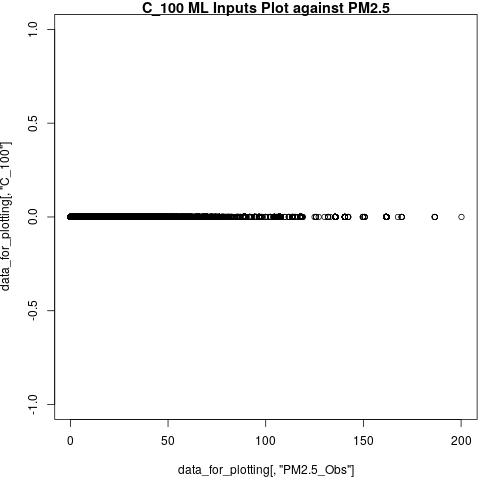 C_100 ML Inputs Plot against PM2.5
data_for_plotting[, "C_100"]
1.0
0.5
0.0
-0.5
-1.0
0 50 100 150 200
data_for_plotting[, "PM2.5_Obs"]